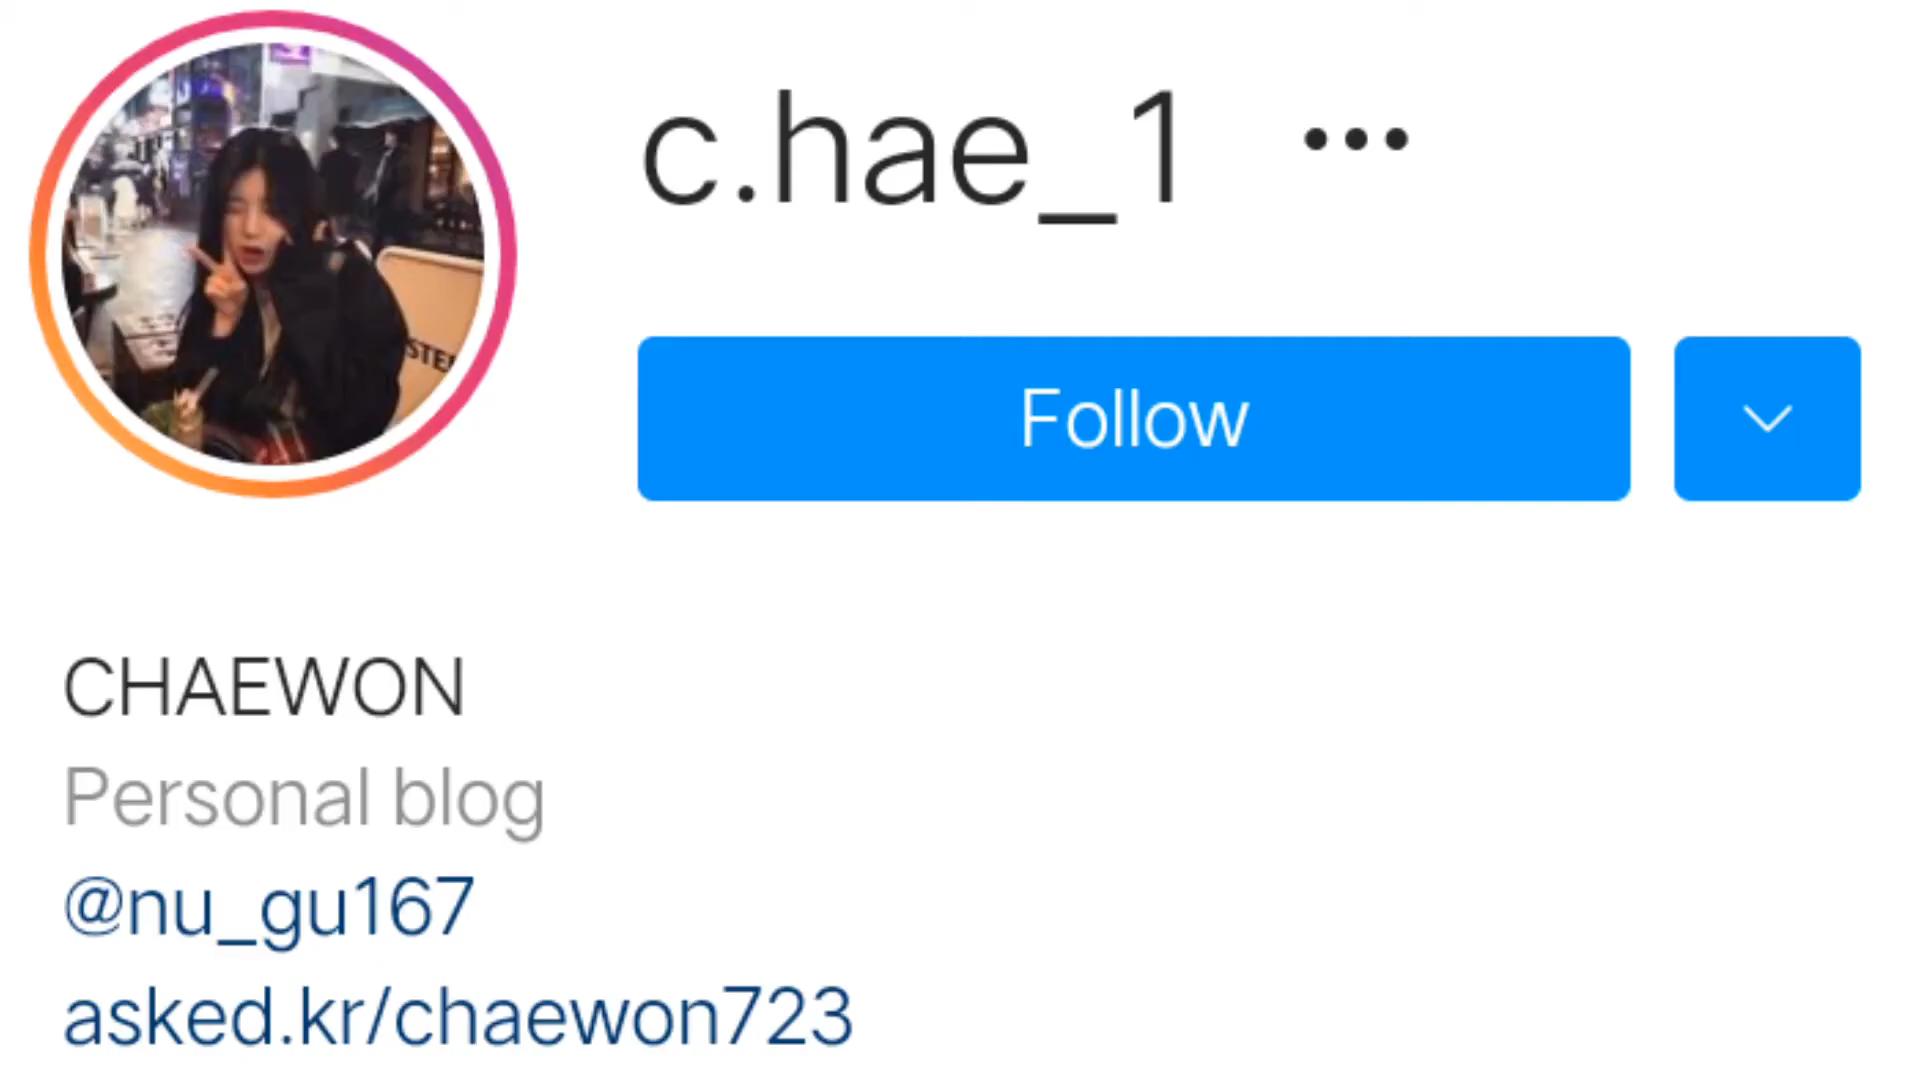 c.hae_1
Follow
CHAEWON
Personal blog
@nu_gu167
asked.kr/chaewon723